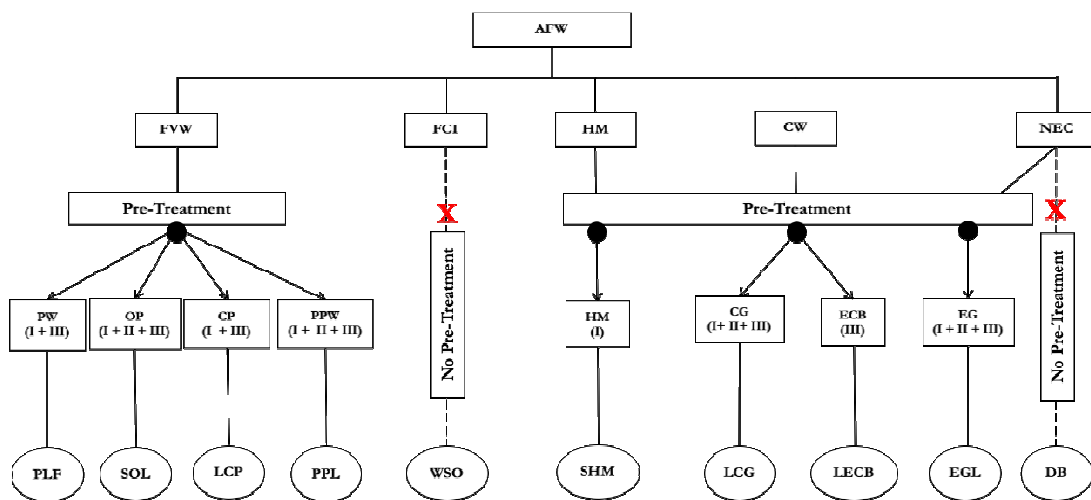 AFW
FVW
FCI
HM
CW
NEC
Pre-Treatment
X
Pre-Treatment
X
No Pre-Treatment
No Pre-Treatment
PW
(I + III)
OP
(I + II + III)
CP
(I + III)
PPW
(I + II + III)
HM
(I)
CG
(I+ II+ III)
ECB
(III)
EG
(I + II + III)
PLF
SOL
LCP
PPL
WSO
SHM
LCG
LECB
EGL
DB